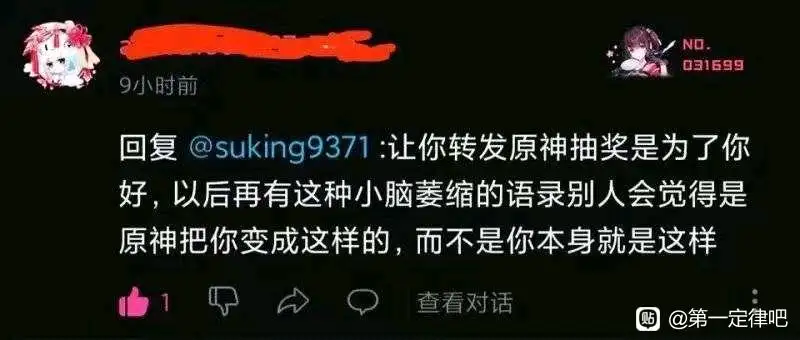 NO.
031699
9小时前
回复 @suking9371 :让你转发原神抽奖是为了你
好，以后再有这种小脑萎缩的语录别人会觉得是
原神把你变成这样的，而不是你本身就是这样
1
查看对话
贴 @第一定律吧